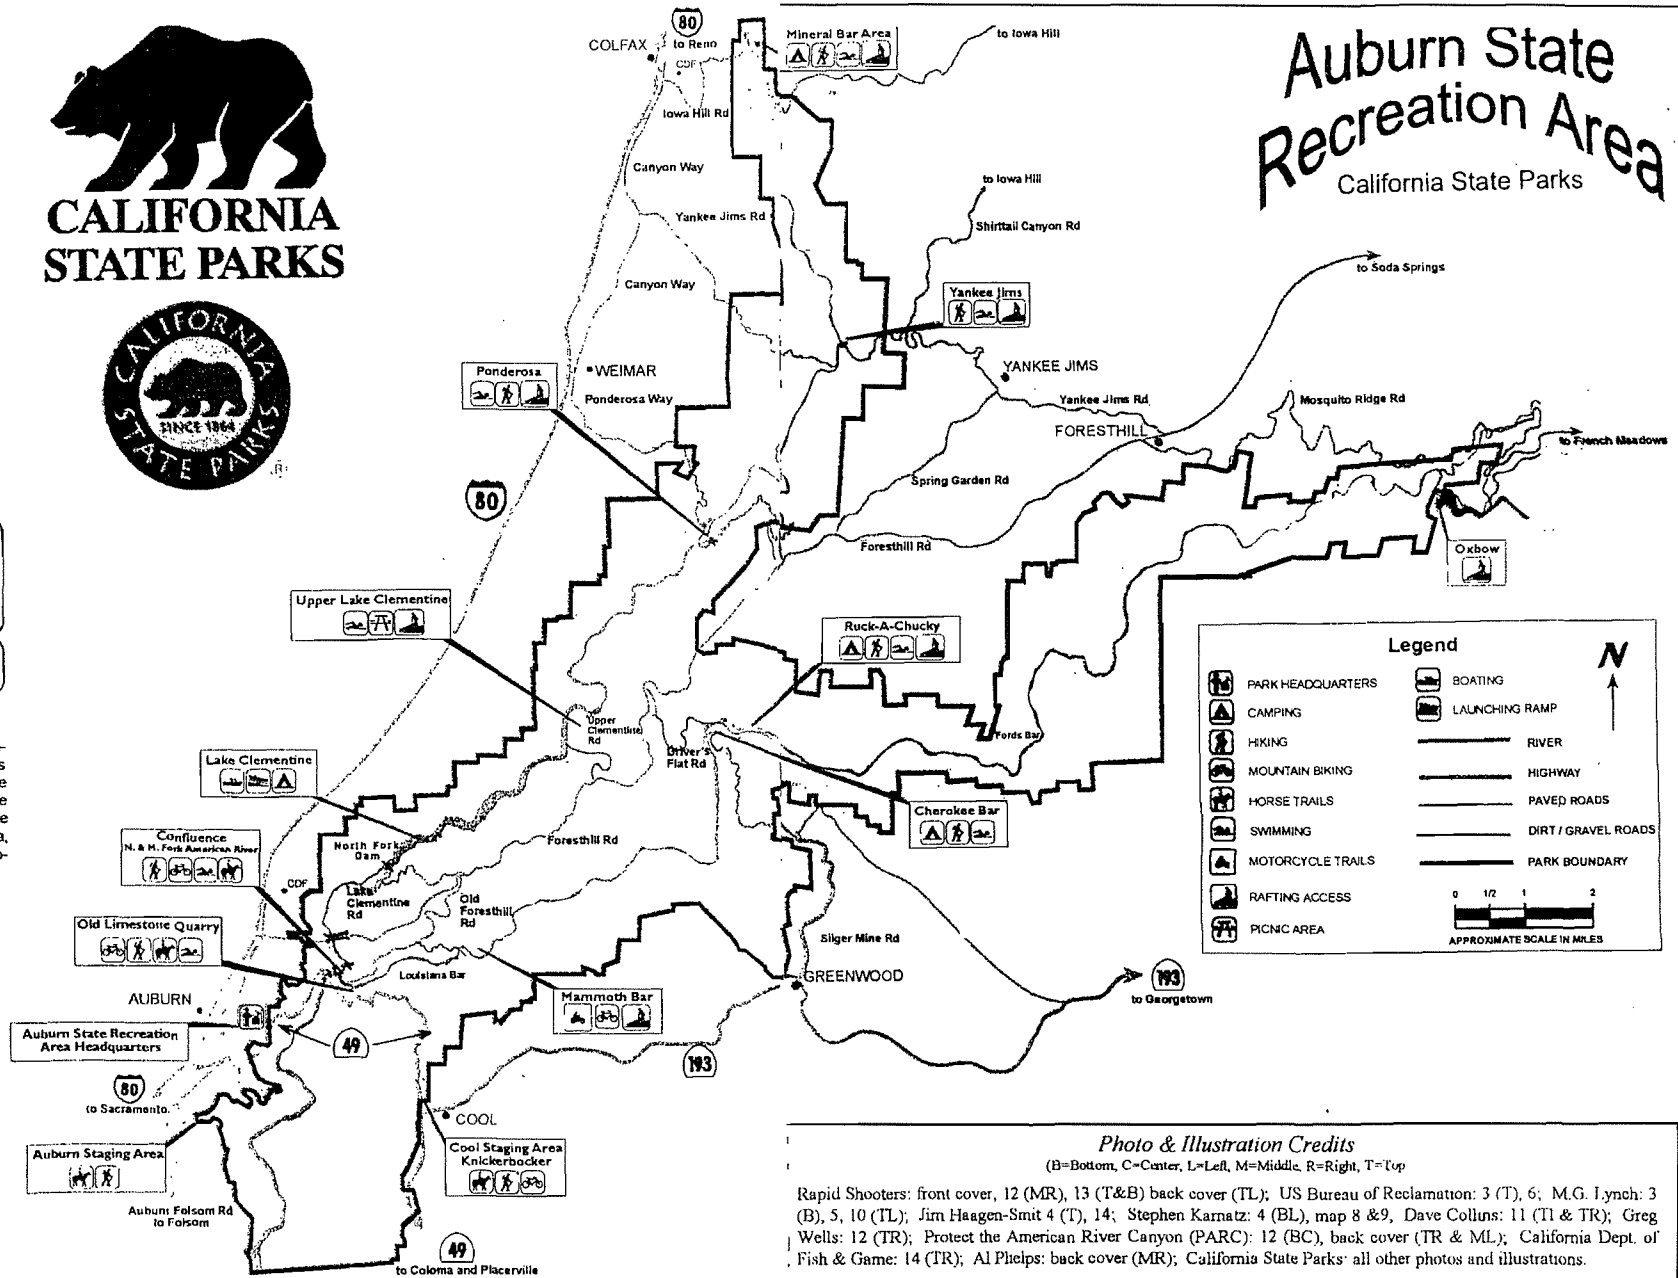 Auburn State
Recreation Area
California State Parks
CALIFORNIA
STATE PARKS
CALIFORNIA
STATE PARKS
SINCE 1864
80
to Reno
COLFAX
CDF
Mineral Bar Area
to Iowa Hill
Iowa Hill Rd
Canyon Way
to Iowa Hill
Yankee Jims Rd
Shirttail Canyon Rd
to Soda Springs
Canyon Way
Yankee Jims
Ponderosa
WEIMAR
YANKEE JIMS
Ponderosa Way
Yankee Jims Rd
Mosquito Ridge Rd
FORESTHILL
to French Meadows
80
Spring Garden Rd
Foresthill Rd
Oxbow
Upper Lake Clementine
Ruck-A-Chucky
Upper
Clementine
Rd
Driver's
Flat Rd
Fords Bar
Lake Clementine
Cherokee Bar
Confluence
N. & M. Fork American River
North Fork
Dam
Foresthill Rd
CDF
Lake
Clementine
Rd
Old
Foresthill
Rd
Old Limestone Quarry
Louisiana Bar
Sliger Mine Rd
GREENWOOD
193
to Georgetown
AUBURN
Mammoth Bar
Auburn State Recreation
Area Headquarters
49
193
80
to Sacramento
COOL
Auburn Staging Area
Cool Staging Area
Knickerbocker
Auburn Folsom Rd
to Folsom
49
to Coloma and Placerville
Legend
N
PARK HEADQUARTERS
CAMPING
HIKING
MOUNTAIN BIKING
HORSE TRAILS
SWIMMING
MOTORCYCLE TRAILS
RAFTING ACCESS
PICNIC AREA
BOATING
LAUNCHING RAMP
RIVER
HIGHWAY
PAVED ROADS
DIRT / GRAVEL ROADS
PARK BOUNDARY
0 1/2 1 2
APPROXIMATE SCALE IN MILES
Photo & Illustration Credits
(B=Bottom, C=Center, L=Left, M=Middle, R=Right, T=Top
Rapid Shooters: front cover, 12 (MR), 13 (T&B) back cover (TL); US Bureau of Reclamation: 3 (T), 6; M.G. Lynch: 3
(B), 5, 10 (TL); Jim Haagen-Smit 4 (T), 14; Stephen Karnatz: 4 (BL), map 8 &9, Dave Collins: 11 (Tl & TR); Greg
Wells: 12 (TR); Protect the American River Canyon (PARC): 12 (BC), back cover (TR & ML); California Dept. of
Fish & Game: 14 (TR); Al Phelps: back cover (MR); California State Parks: all other photos and illustrations.